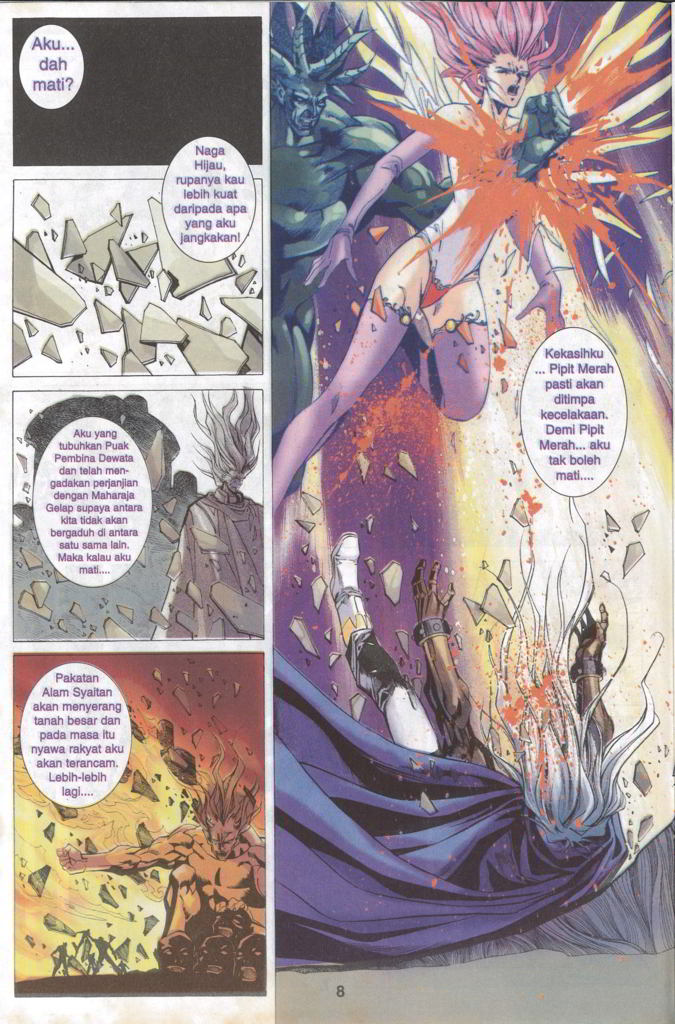 Aku...
dah
mati?
Naga
Hijau,
rupanya kau
lebih kuat
daripada apa
yang aku
jangkakan!
Aku yang
tubuhkan Puak
Pembina Dewata
dan telah men-
gadakan perjanjian
dengan Maharaja
Gelap supaya antara
kita tidak akan
bergaduh di antara
satu sama lain.
Maka kalau aku
mati....
Pakatan
Alam Syaitan
akan menyerang
tanah besar dan
pada masa itu
nyawa rakyat aku
akan terancam.
Lebih-lebih
lagi....
Kekasihku
... Pipit Merah
pasti akan
ditimpa
kecelakaan.
Demi Pipit
Merah... aku
tak boleh
mati....
8